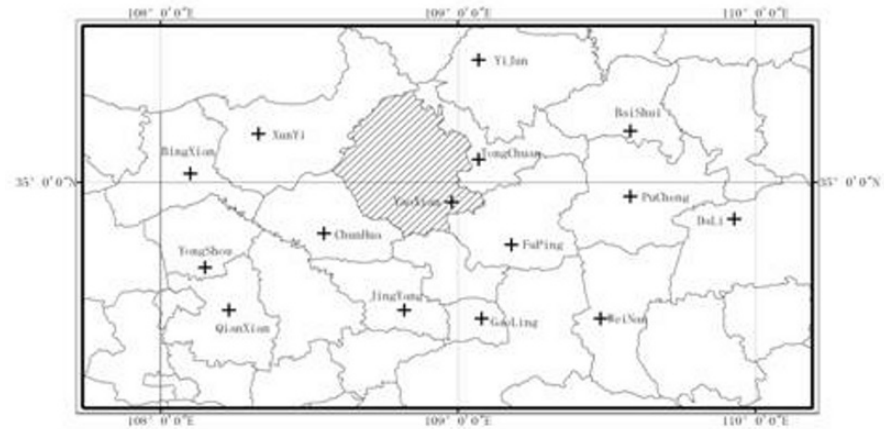 108° 0'0"E
109° 0'0"E
110° 0'0"E
YiJun
BaiShui
XunYi
BingXian
TongChuan
35° 0'0"N
35° 0'0"N
YaoXian
PuCheng
DaLi
ChunHua
FuPing
YongShou
JingYang
QianXian
GaoLing
WeiNan
108° 0'0"E
109° 0'0"E
110° 0'0"E